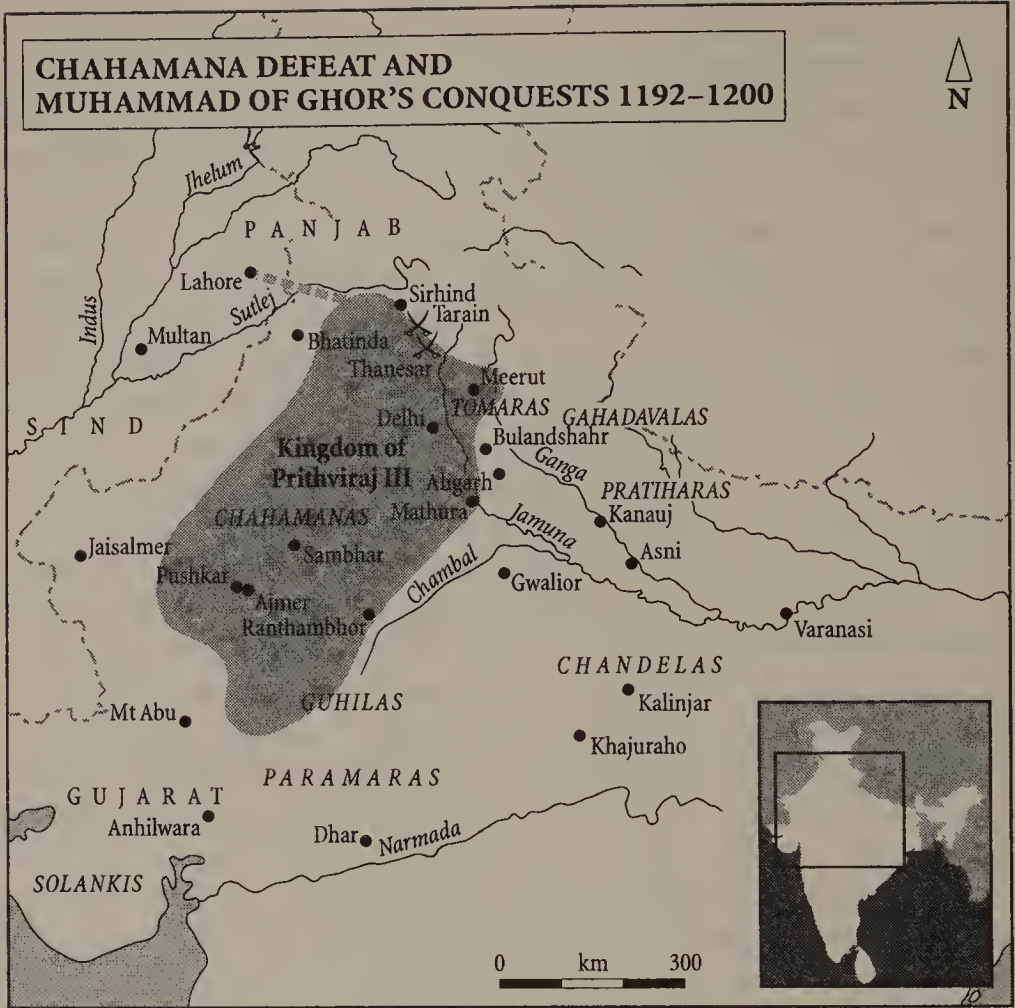 CHAHAMANA DEFEAT AND
MUHAMMAD OF GHOR'S CONQUESTS 1192–1200
N
Jhelum
PANJAB
Lahore
Indus
Sutlej
Sirhind
Tarain
Multan
Bhatinda
Thanesar
Meerut
SIND
TOMARAS
GAHADAVALAS
Delhi
Bulandshahr
Kingdom of
Prithviraj III
Ganga
Aligarh
PRATIHARAS
Mathura
Kanauj
CHAHAMANAS
Jamuna
Jaisalmer
Sambhar
Asni
Chambal
Pushkar
Gwalior
Ajmer
Ranthambhor
Varanasi
CHANDELAS
Kalinjar
GUHILAS
Mt Abu
Khajuraho
PARAMARAS
GUJARAT
Anhilwara
Dhar
Narmada
SOLANKIS
0 km 300